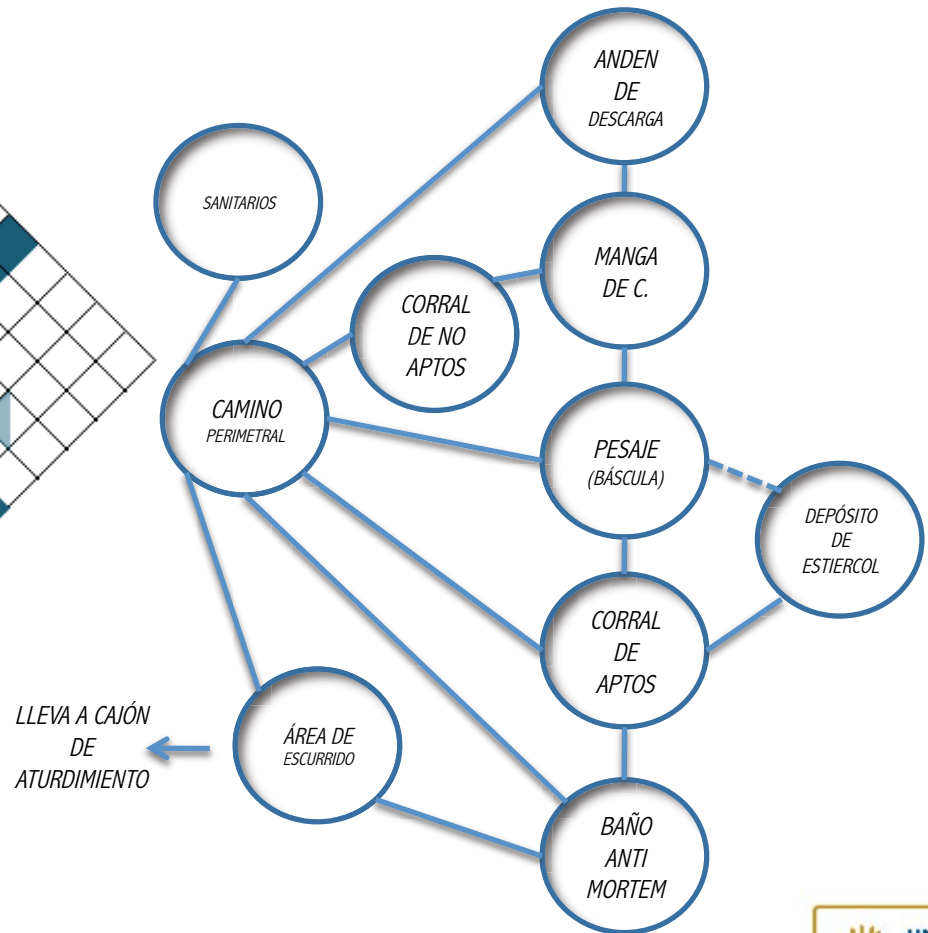 ANDEN
DE
DESCARGA
SANITARIOS
MANGA
DE C.
CORRAL
DE NO
APTOS
CAMINO
PERIMETRAL
PESAJE
(BÁSCULA)
DEPÓSITO
DE
ESTIERCOL
CORRAL
DE
APTOS
LLEVA A CAJÓN
DE
ATURDIMIENTO
ÁREA DE
ESCURRIDO
BAÑO
ANTI
MORTEM